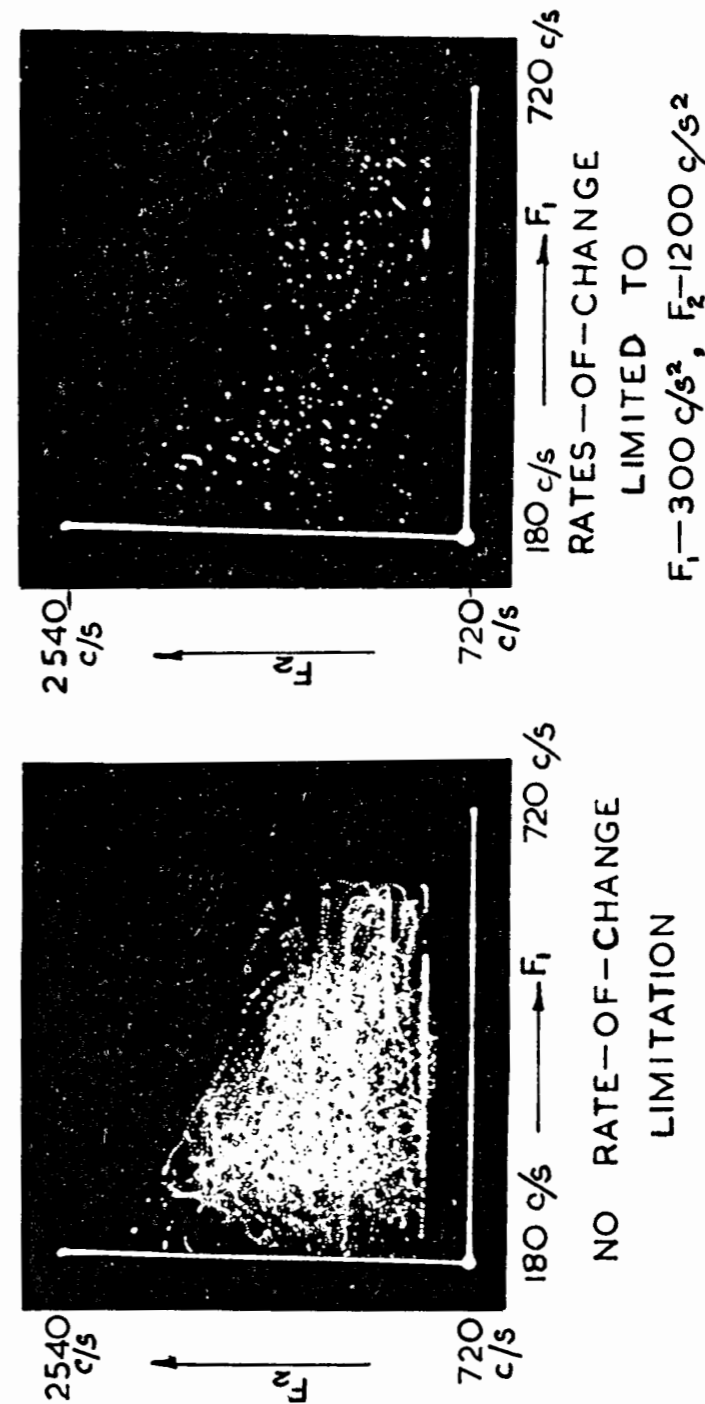 2540
c/s
F2
720
c/s
180 c/s
F1
720 c/s
NO RATE-OF-CHANGE
LIMITATION
2540
c/s
F2
720
c/s
180 c/s
F1
720 c/s
RATES-OF-CHANGE
LIMITED TO
F1-300 c/s², F2-1200 c/s²